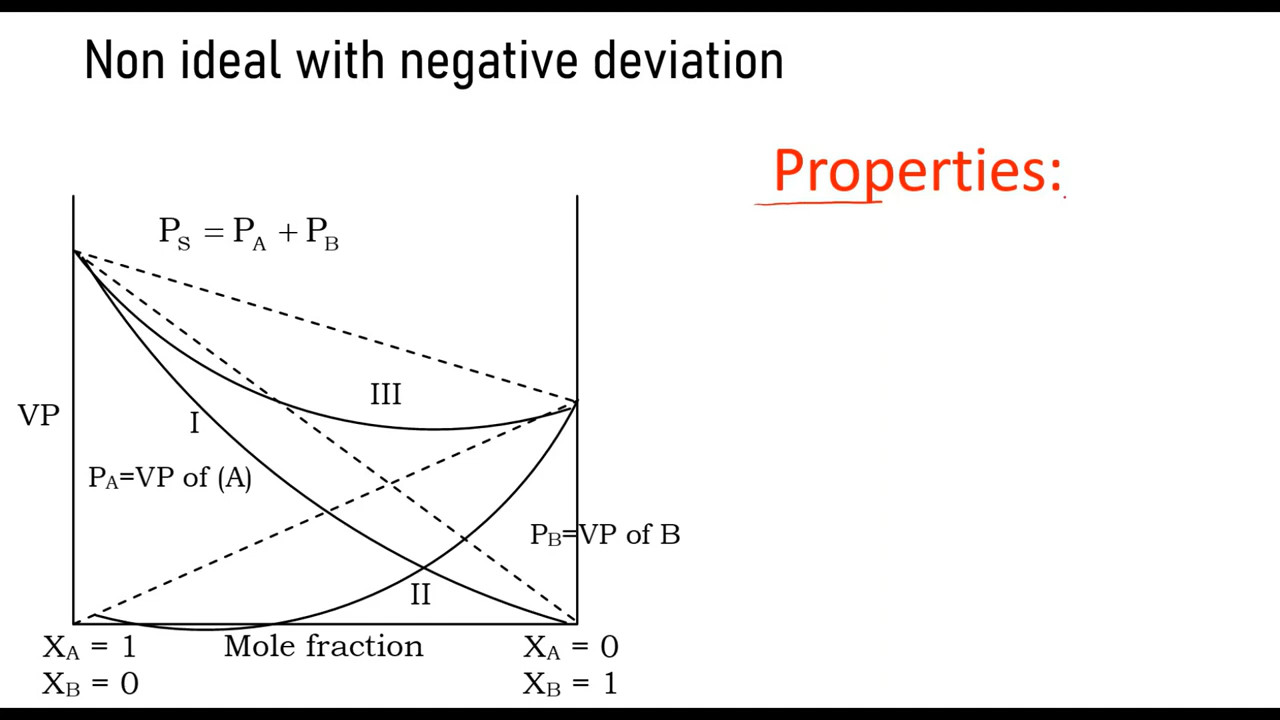 Non ideal with negative deviation
Properties:
P_S = P_A + P_B
III
VP
I
P_A=VP of (A)
P_B=VP of B
II
X_A = 1
Mole fraction
X_A = 0
X_B = 0
X_B = 1